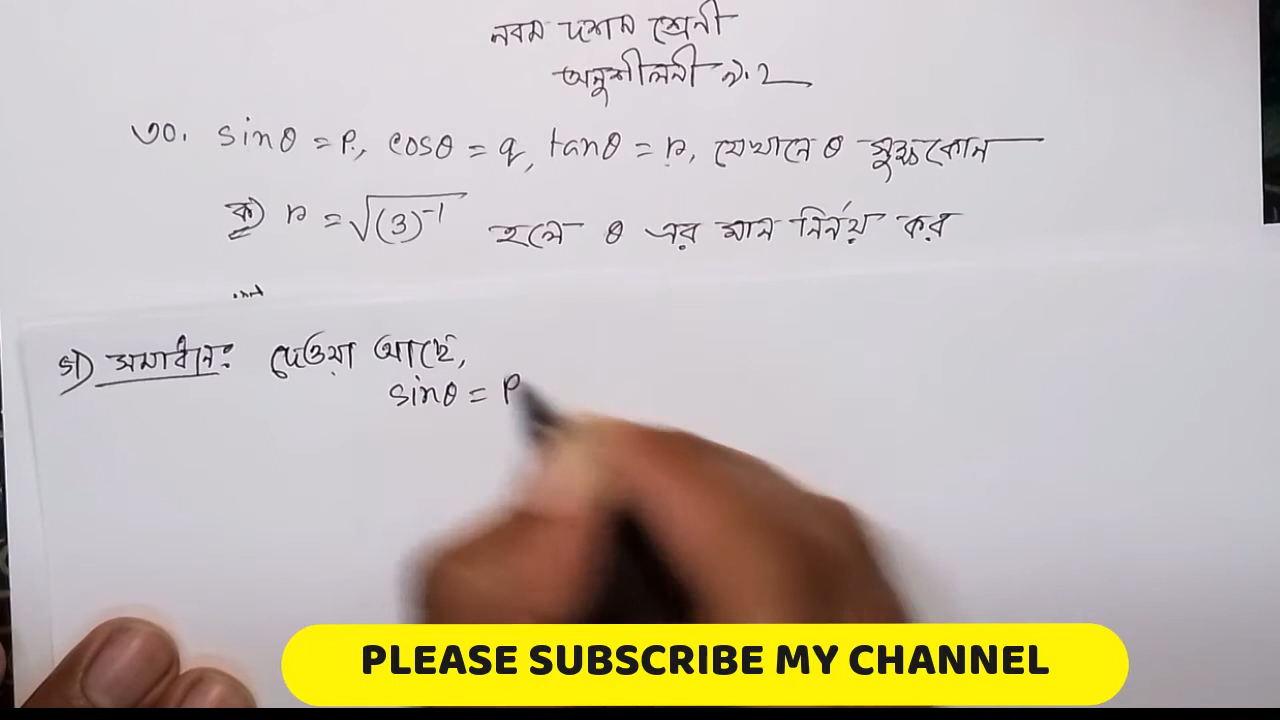 নবম দশম শ্রেনী
অনুশীলনী ৯.২
৩০. sinθ = P, cosθ = q, tanθ = r, যেখানে θ সুক্ষ্মকোন
ক) r = √(3)⁻¹ হলে θ এর মান নির্নয় কর
গ) সমাধান: দেওয়া আছে,
sinθ = P
PLEASE SUBSCRIBE MY CHANNEL